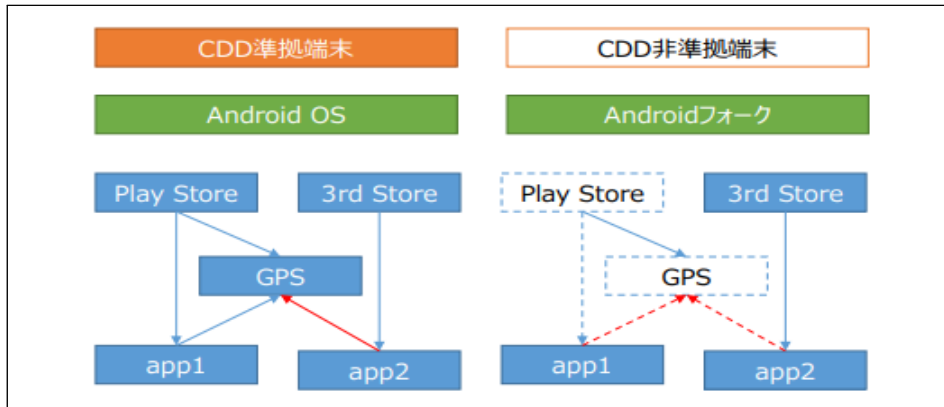 CDD準拠端末
CDD非準拠端末
Android OS
Androidフォーク
Play Store
3rd Store
Play Store
3rd Store
GPS
GPS
app1
app2
app1
app2